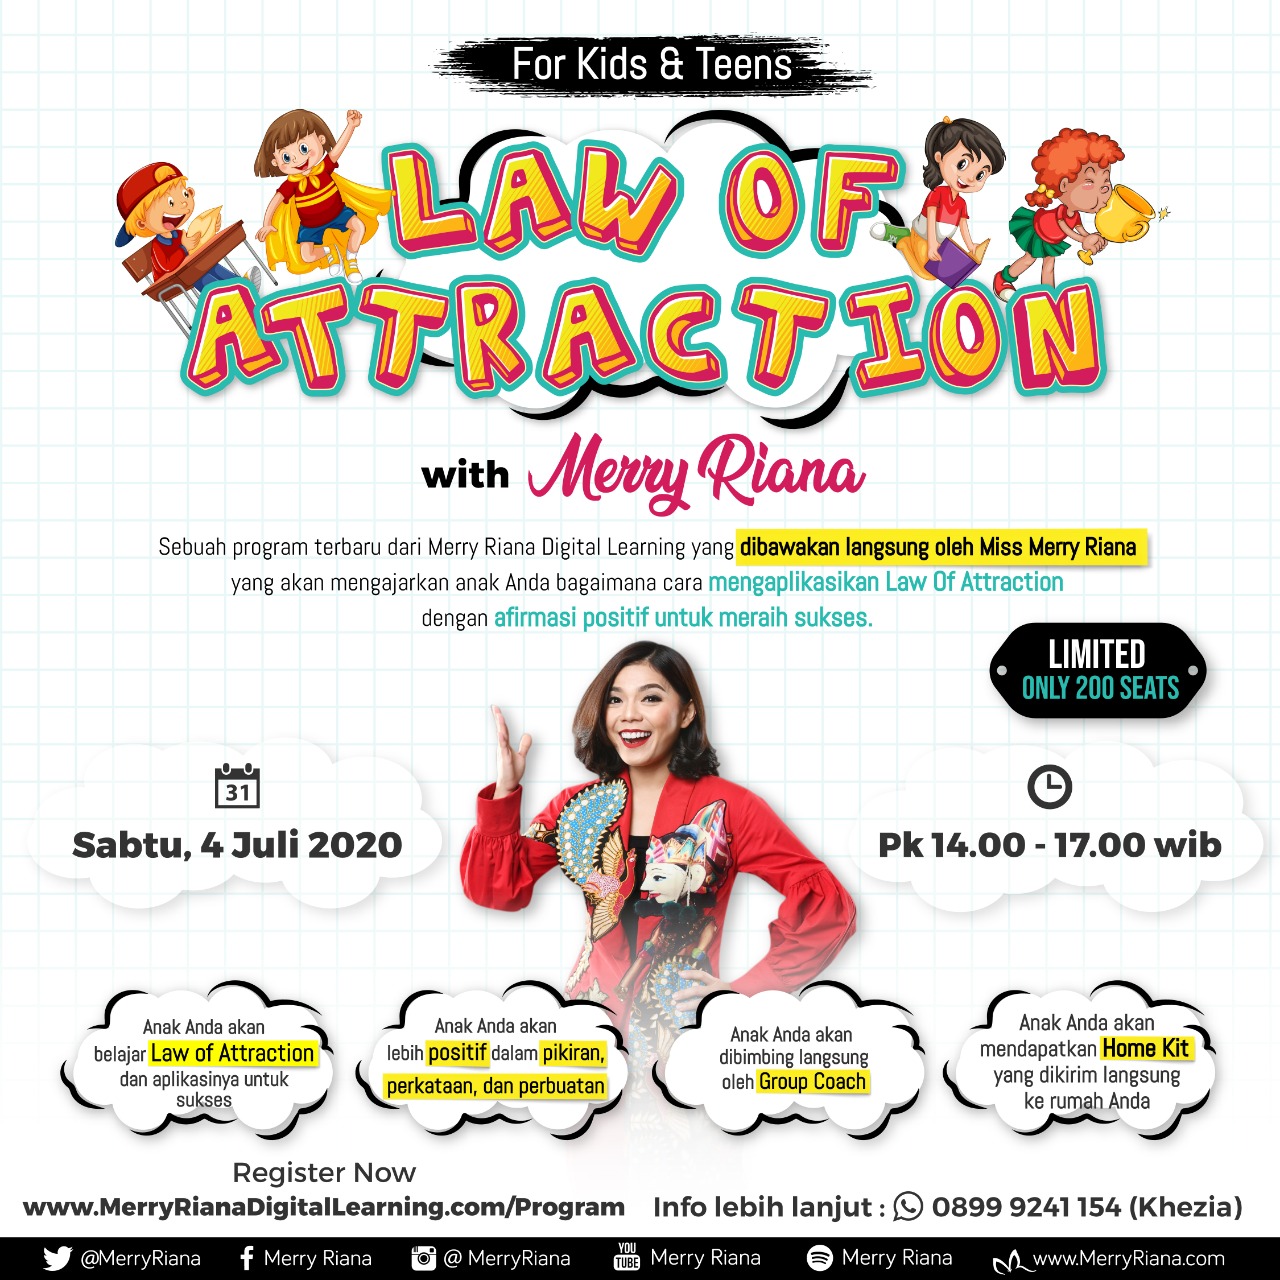 For Kids & Teens
LAW OF
ATTRACTION
with Merry Riana
Sebuah program terbaru dari Merry Riana Digital Learning yang dibawakan langsung oleh Miss Merry Riana
yang akan mengajarkan anak Anda bagaimana cara mengaplikasikan Law Of Attraction
dengan afirmasi positif untuk meraih sukses.
LIMITED
ONLY 200 SEATS
31
Sabtu, 4 Juli 2020
Pk 14.00 - 17.00 wib
Anak Anda akan
belajar Law of Attraction
dan aplikasinya untuk
sukses
Anak Anda akan
lebih positif dalam pikiran,
perkataan, dan perbuatan
Anak Anda akan
dibimbing langsung
oleh Group Coach
Anak Anda akan
mendapatkan Home Kit
yang dikirim langsung
ke rumah Anda
Register Now
www.MerryRianaDigitalLearning.com/Program
Info lebih lanjut : 0899 9241 154 (Khezia)
@MerryRiana Merry Riana @ MerryRiana YOU TUBE Merry Riana Merry Riana www.MerryRiana.com